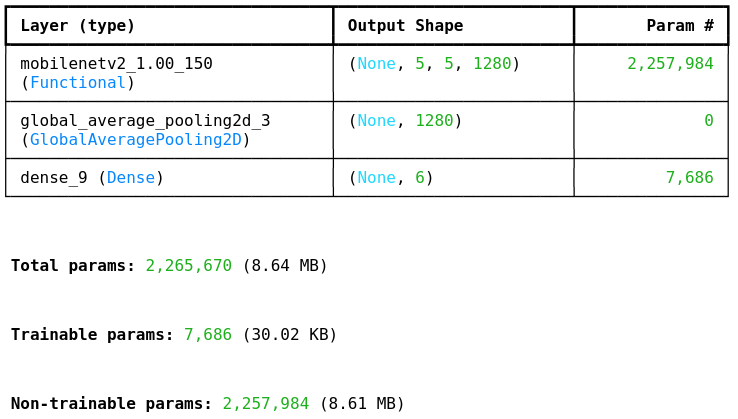 Layer (type) Output Shape Param #
mobilenetv2_1.00_150 (None, 5, 5, 1280) 2,257,984
(Functional)
global_average_pooling2d_3 (None, 1280) 0
(GlobalAveragePooling2D)
dense_9 (Dense) (None, 6) 7,686
Total params: 2,265,670 (8.64 MB)
Trainable params: 7,686 (30.02 KB)
Non-trainable params: 2,257,984 (8.61 MB)